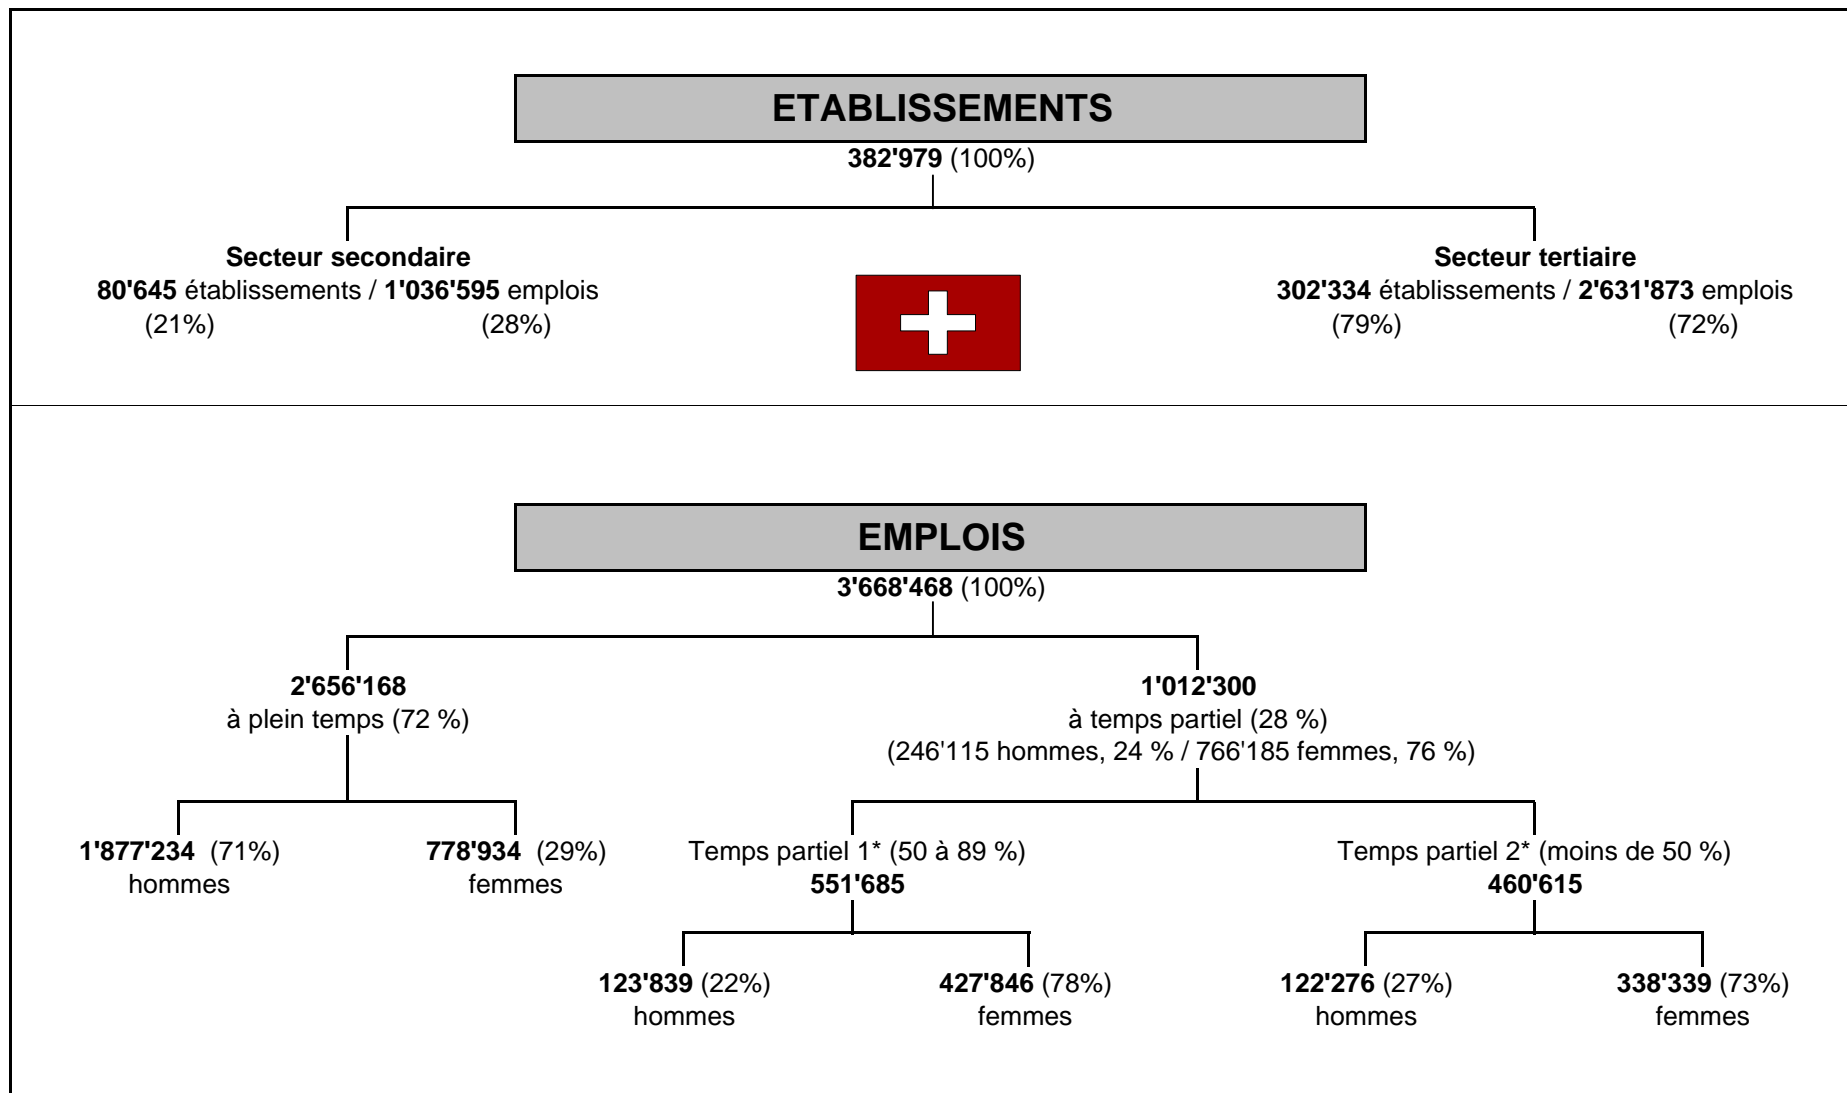 ETABLISSEMENTS
382'979 (100%)
Secteur secondaire
80'645 établissements / 1'036'595 emplois
(21%) (28%)
Secteur tertiaire
302'334 établissements / 2'631'873 emplois
(79%) (72%)
EMPLOIS
3'668'468 (100%)
2'656'168
à plein temps (72 %)
1'012'300
à temps partiel (28 %)
(246'115 hommes, 24 % / 766'185 femmes, 76 %)
1'877'234 (71%)
hommes
778'934 (29%)
femmes
Temps partiel 1* (50 à 89 %)
551'685
Temps partiel 2* (moins de 50 %)
460'615
123'839 (22%)
hommes
427'846 (78%)
femmes
122'276 (27%)
hommes
338'339 (73%)
femmes